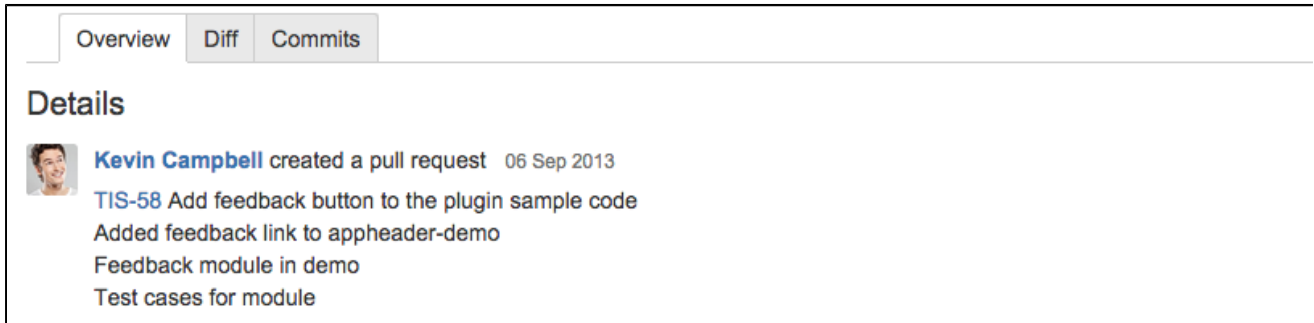 Overview Diff Commits
Details
Kevin Campbell created a pull request 06 Sep 2013
TIS-58 Add feedback button to the plugin sample code
Added feedback link to appheader-demo
Feedback module in demo
Test cases for module